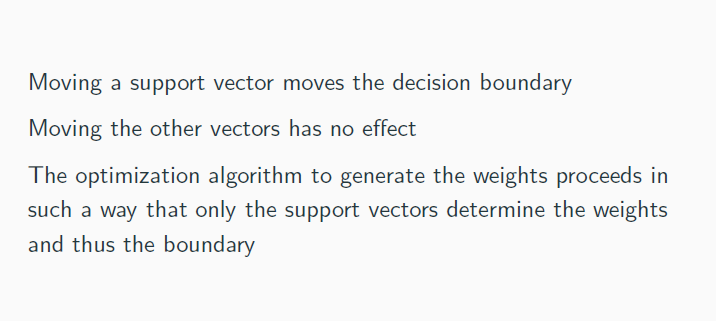 Moving a support vector moves the decision boundary
Moving the other vectors has no effect
The optimization algorithm to generate the weights proceeds in
such a way that only the support vectors determine the weights
and thus the boundary